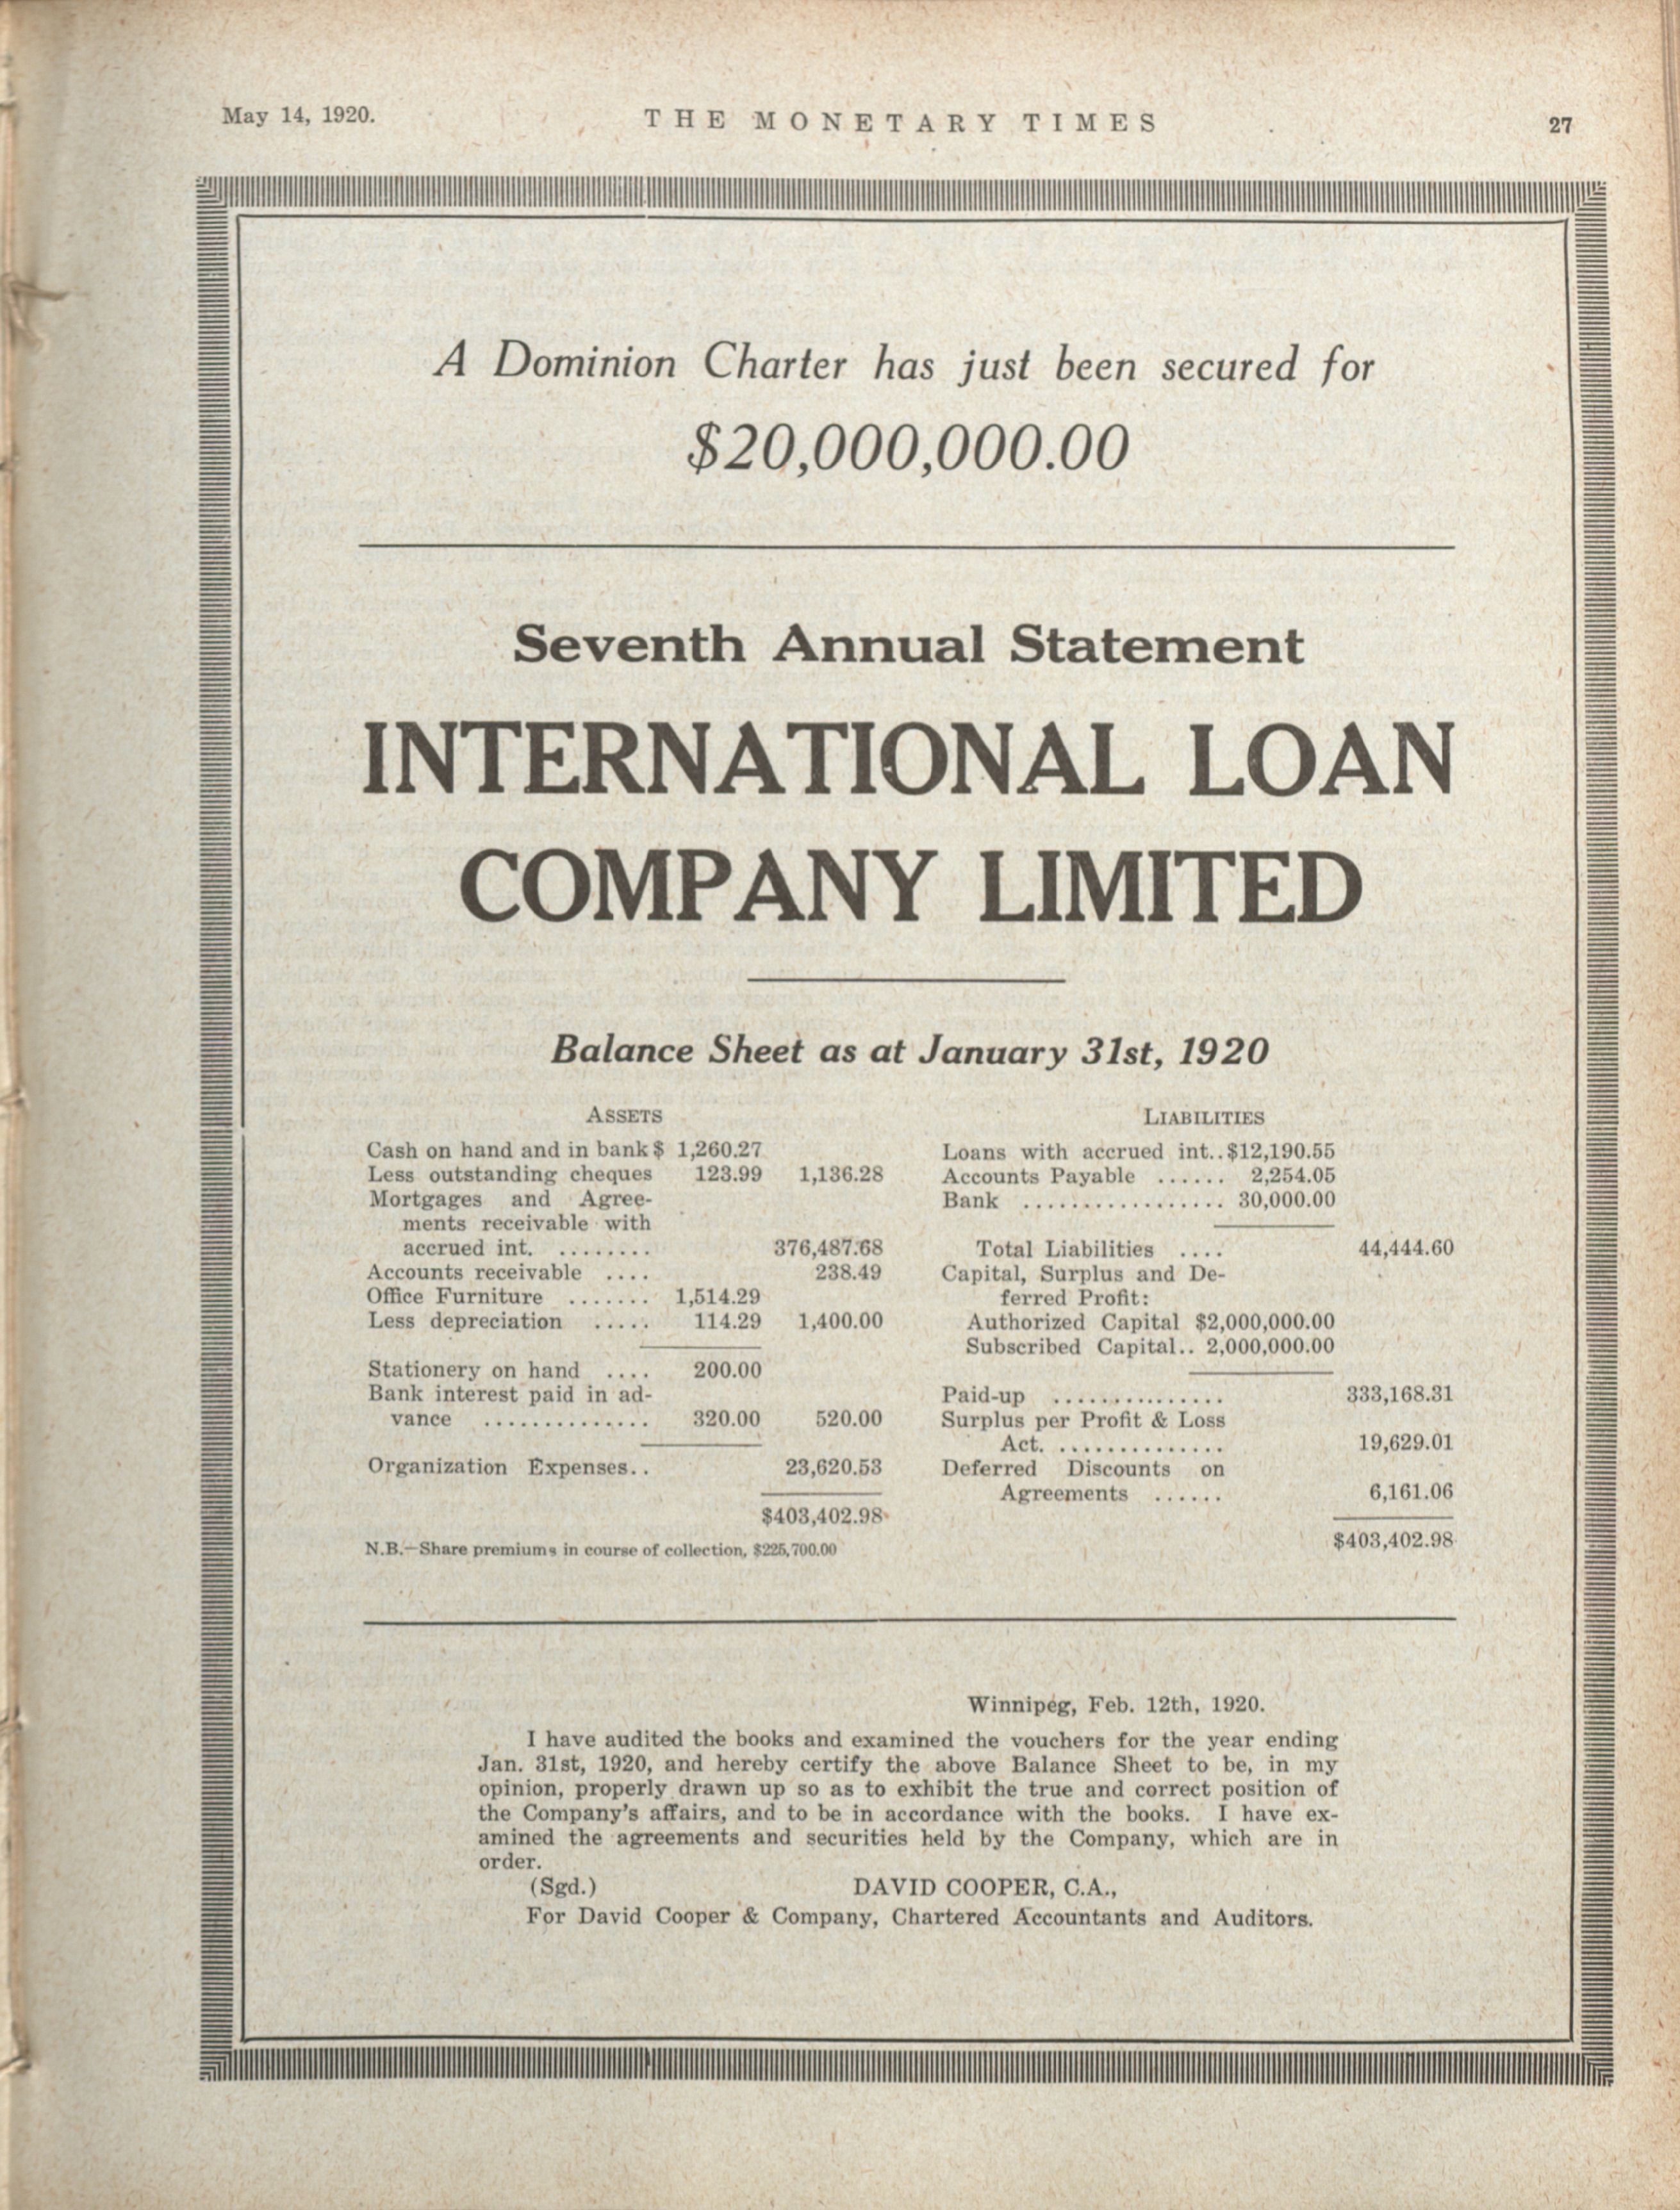 May 14, 1920.
THE MONETARY TIMES
27
A Dominion Charter has just been secured for
$20,000,000.00
Seventh Annual Statement
INTERNATIONAL LOAN
COMPANY LIMITED
Balance Sheet as at January 31st, 1920
ASSETS
Cash on hand and in bank $ 1,260.27
Less outstanding cheques 123.99 1,136.28
Mortgages and Agree-
ments receivable with
accrued int. ........ 376,487.68
Accounts receivable .... 238.49
Office Furniture ....... 1,514.29
Less depreciation ..... 114.29 1,400.00
Stationery on hand .... 200.00
Bank interest paid in ad-
vance .............. 320.00 520.00
Organization Expenses.. 23,620.53
$403,402.98
N.B.—Share premiums in course of collection, $225,700.00
LIABILITIES
Loans with accrued int..$12,190.55
Accounts Payable ...... 2,254.05
Bank ................. 30,000.00
Total Liabilities .... 44,444.60
Capital, Surplus and De-
ferred Profit:
Authorized Capital $2,000,000.00
Subscribed Capital.. 2,000,000.00
Paid-up ............... 333,168.31
Surplus per Profit & Loss
Act. .............. 19,629.01
Deferred Discounts on
Agreements ...... 6,161.06
$403,402.98
Winnipeg, Feb. 12th, 1920.
I have audited the books and examined the vouchers for the year ending
Jan. 31st, 1920, and hereby certify the above Balance Sheet to be, in my
opinion, properly drawn up so as to exhibit the true and correct position of
the Company's affairs, and to be in accordance with the books. I have ex-
amined the agreements and securities held by the Company, which are in
order.
(Sgd.) DAVID COOPER, C.A.,
For David Cooper & Company, Chartered Accountants and Auditors.